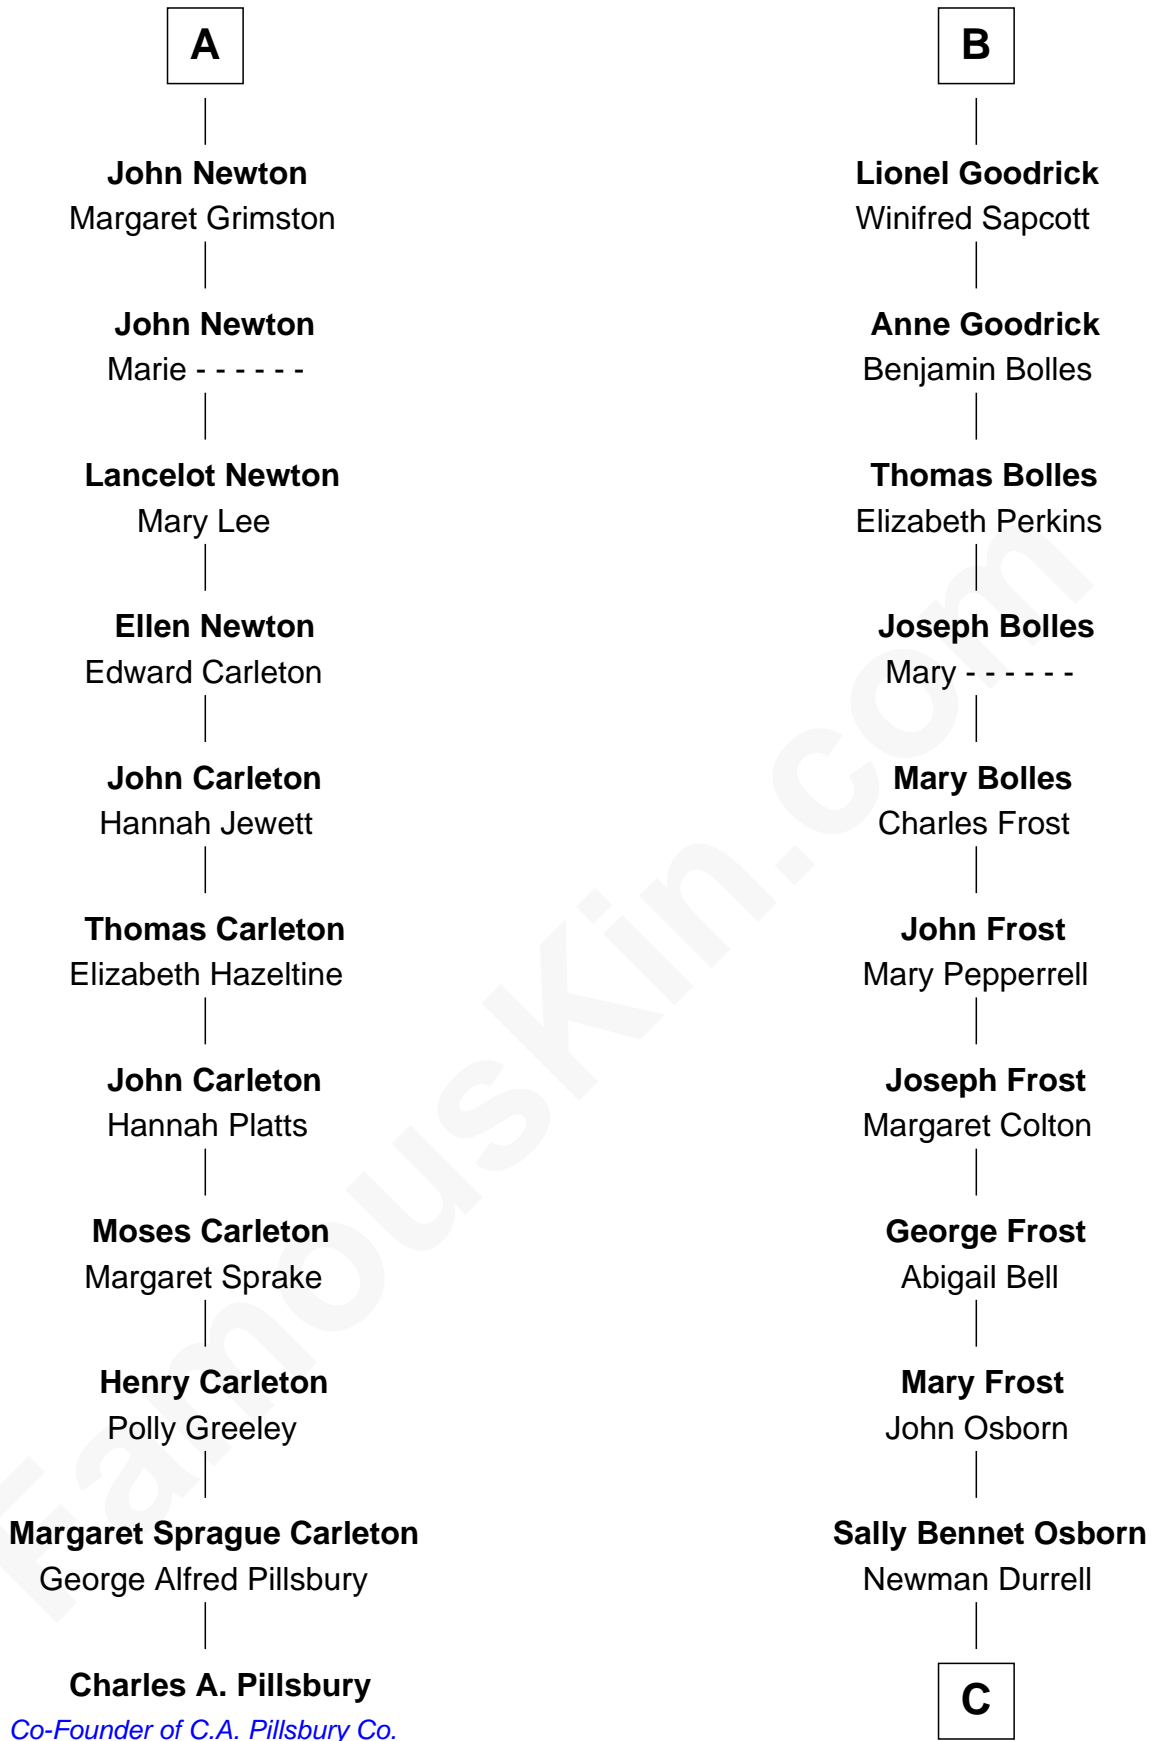 A
John Newton
Margaret Grimston
John Newton
Marie - - - - - -
Lancelot Newton
Mary Lee
Ellen Newton
Edward Carleton
John Carleton
Hannah Jewett
Thomas Carleton
Elizabeth Hazeltine
John Carleton
Hannah Platts
Moses Carleton
Margaret Sprake
Henry Carleton
Polly Greeley
Margaret Sprague Carleton
George Alfred Pillsbury
Charles A. Pillsbury
Co-Founder of C.A. Pillsbury Co.
B
Lionel Goodrick
Winifred Sapcott
Anne Goodrick
Benjamin Bolles
Thomas Bolles
Elizabeth Perkins
Joseph Bolles
Mary - - - - - -
Mary Bolles
Charles Frost
John Frost
Mary Pepperrell
Joseph Frost
Margaret Colton
George Frost
Abigail Bell
Mary Frost
John Osborn
Sally Bennet Osborn
Newman Durrell
C
FamousKin.com